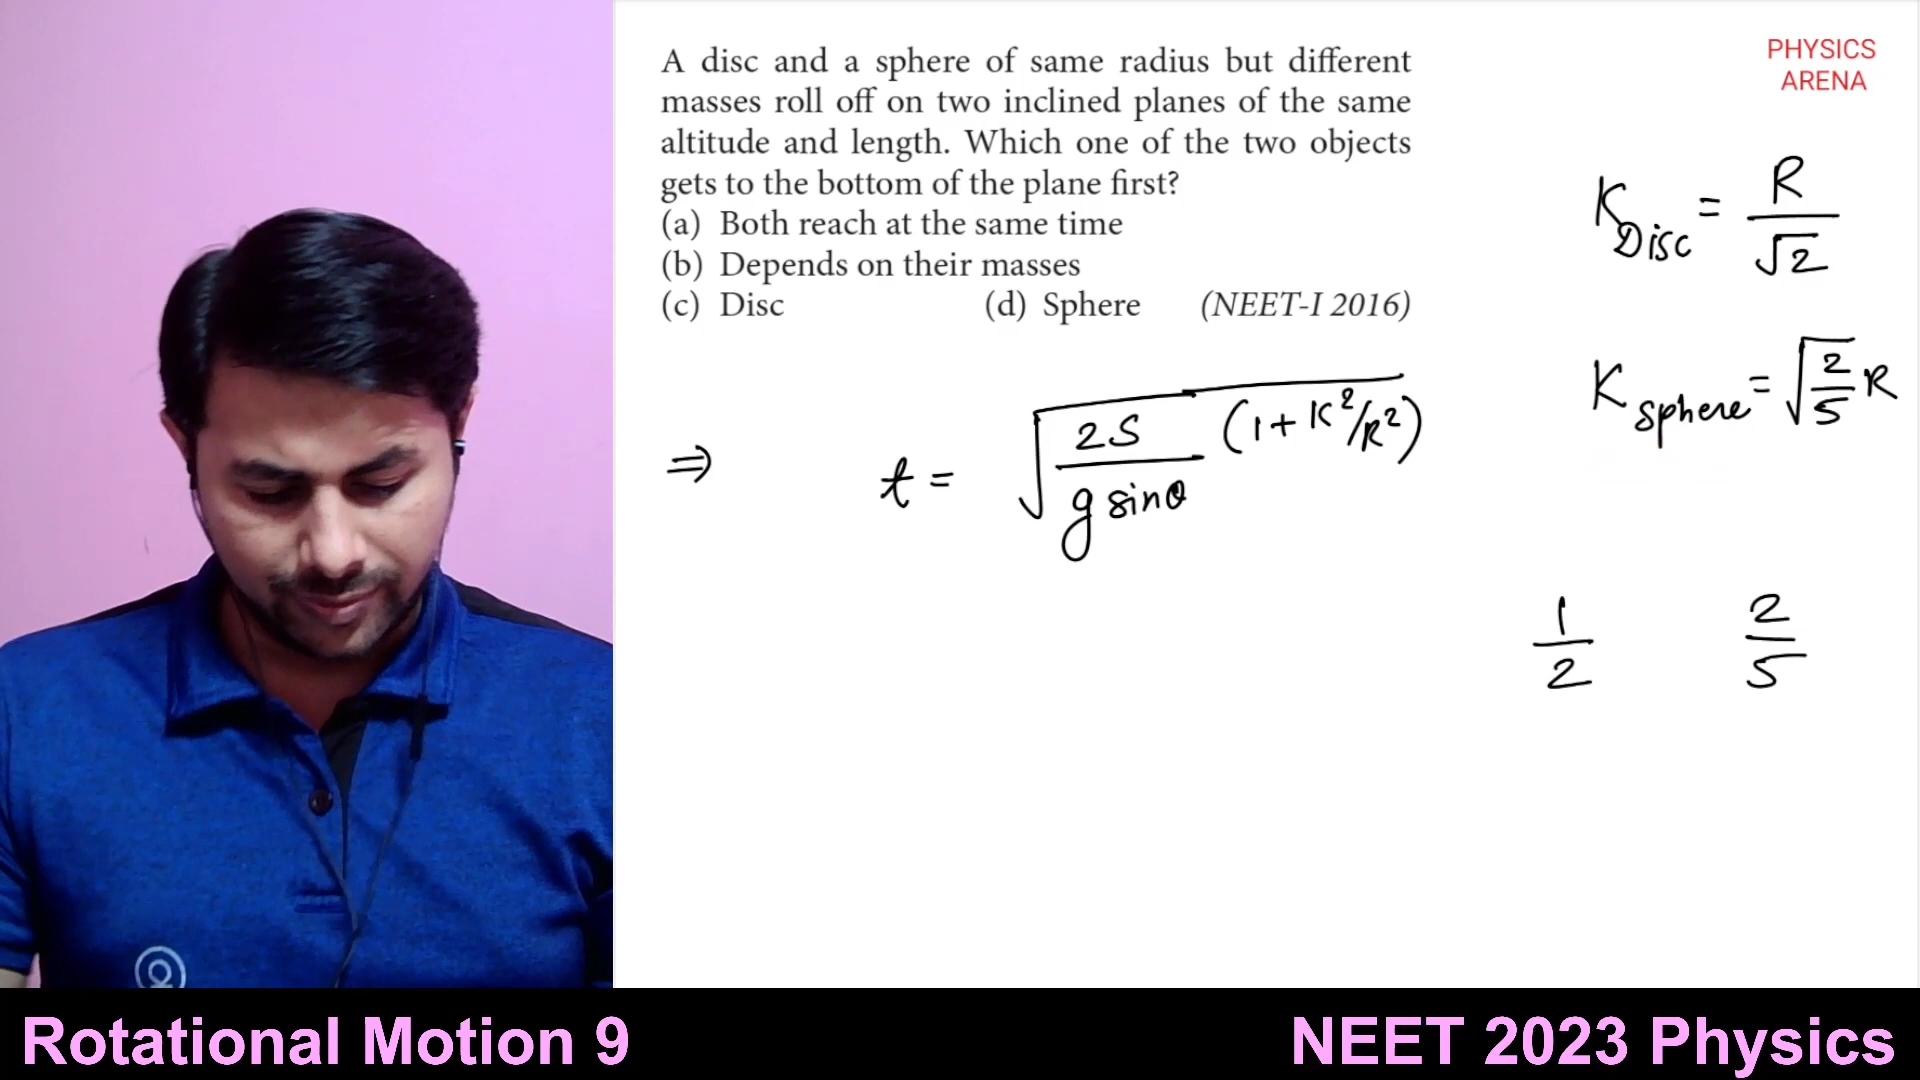 A disc and a sphere of same radius but different
masses roll off on two inclined planes of the same
altitude and length. Which one of the two objects
gets to the bottom of the plane first?
(a) Both reach at the same time
(b) Depends on their masses
(c) Disc (d) Sphere (NEET-I 2016)
PHYSICS
ARENA
K_Disc = R/√2
K_Sphere = √(2/5) R
⇒ t = √(2S/(g sinθ) (1 + K²/R²))
1/2 2/5
Rotational Motion 9
NEET 2023 Physics